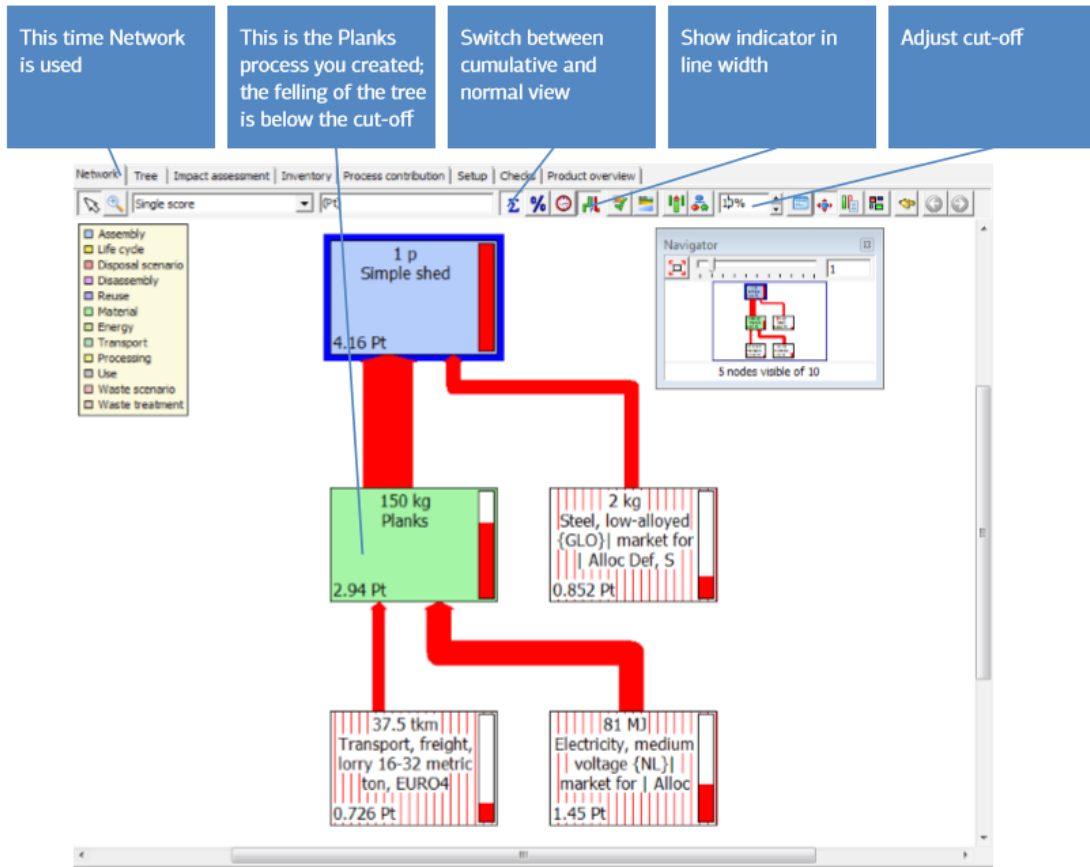 This time Network
is used
This is the Planks
process you created;
the felling of the tree
is below the cut-off
Switch between
cumulative and
normal view
Show indicator in
line width
Adjust cut-off
Network Tree Impact assessment Inventory Process contribution Setup Checks Product overview
Single score
Σ %
Assembly
Life cycle
Disposal scenario
Disassembly
Reuse
Material
Energy
Transport
Processing
Use
Waste scenario
Waste treatment
1 p
Simple shed
4.16 Pt
Navigator
1
5 nodes visible of 10
150 kg
Planks
2.94 Pt
2 kg
Steel, low-alloyed
{GLO}| market for
| Alloc Def, S
0.852 Pt
37.5 tkm
Transport, freight,
lorry 16-32 metric
ton, EURO4
0.726 Pt
81 MJ
Electricity, medium
voltage {NL}|
market for | Alloc
1.45 Pt